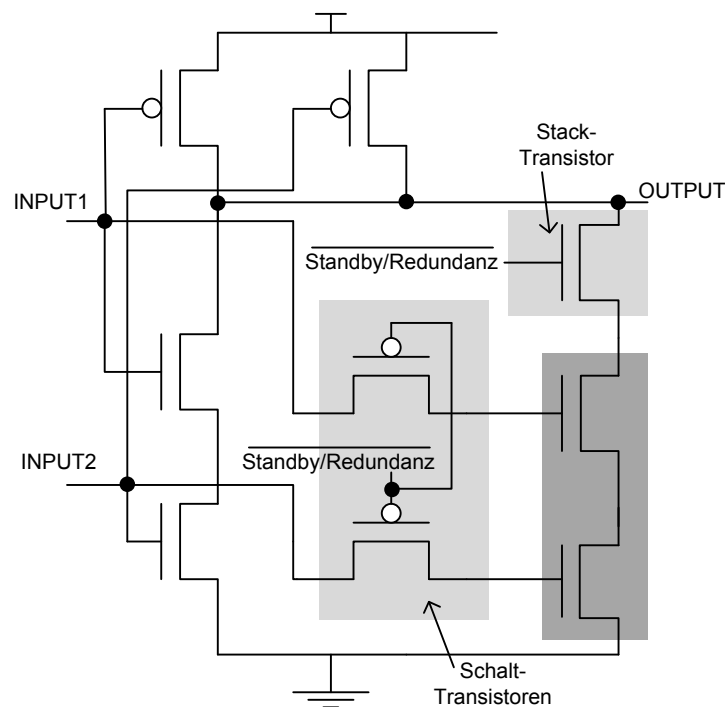 Stack-
Transistor
INPUT1
OUTPUT
Standby/Redundanz
INPUT2
Standby/Redundanz
Schalt-
Transistoren